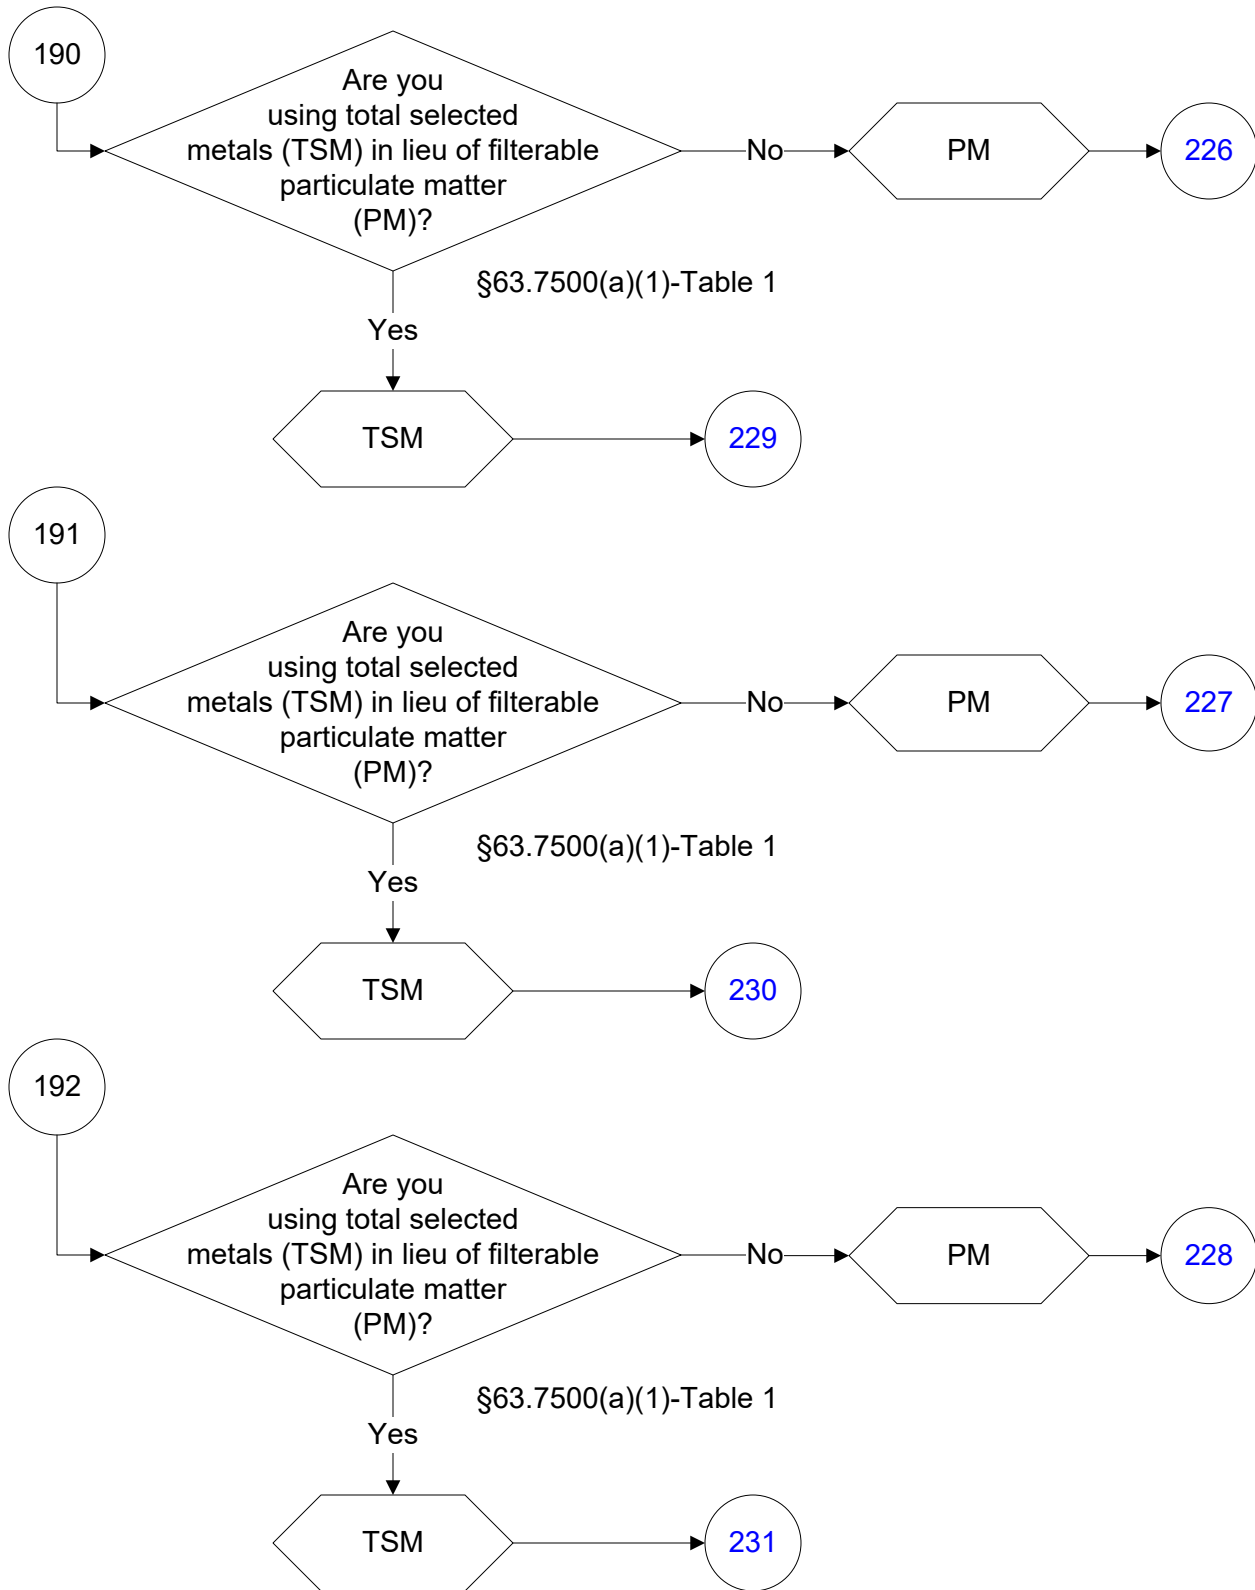 190
Are you
using total selected
metals (TSM) in lieu of filterable
particulate matter
(PM)?
No
PM
226
§63.7500(a)(1)-Table 1
Yes
TSM
229
191
Are you
using total selected
metals (TSM) in lieu of filterable
particulate matter
(PM)?
No
PM
227
§63.7500(a)(1)-Table 1
Yes
TSM
230
192
Are you
using total selected
metals (TSM) in lieu of filterable
particulate matter
(PM)?
No
PM
228
§63.7500(a)(1)-Table 1
Yes
TSM
231